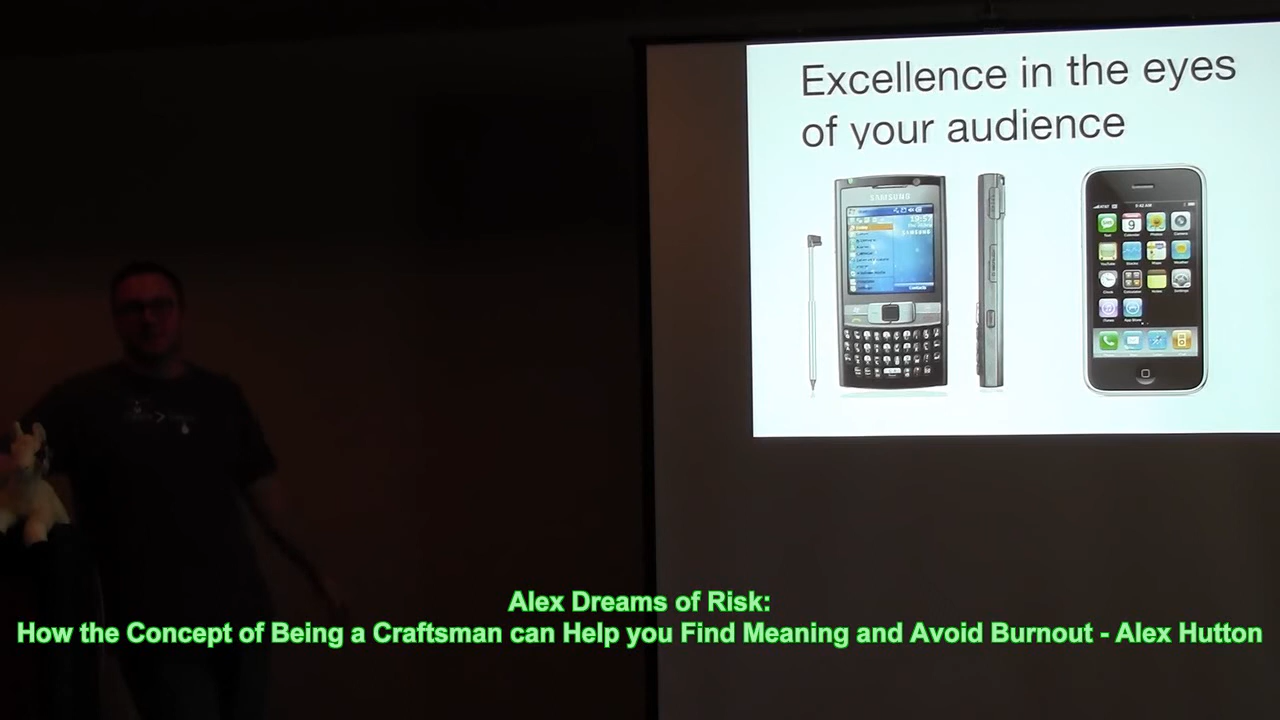 Excellence in the eyes
of your audience
SAMSUNG
Alex Dreams of Risk:
How the Concept of Being a Craftsman can Help you Find Meaning and Avoid Burnout - Alex Hutton